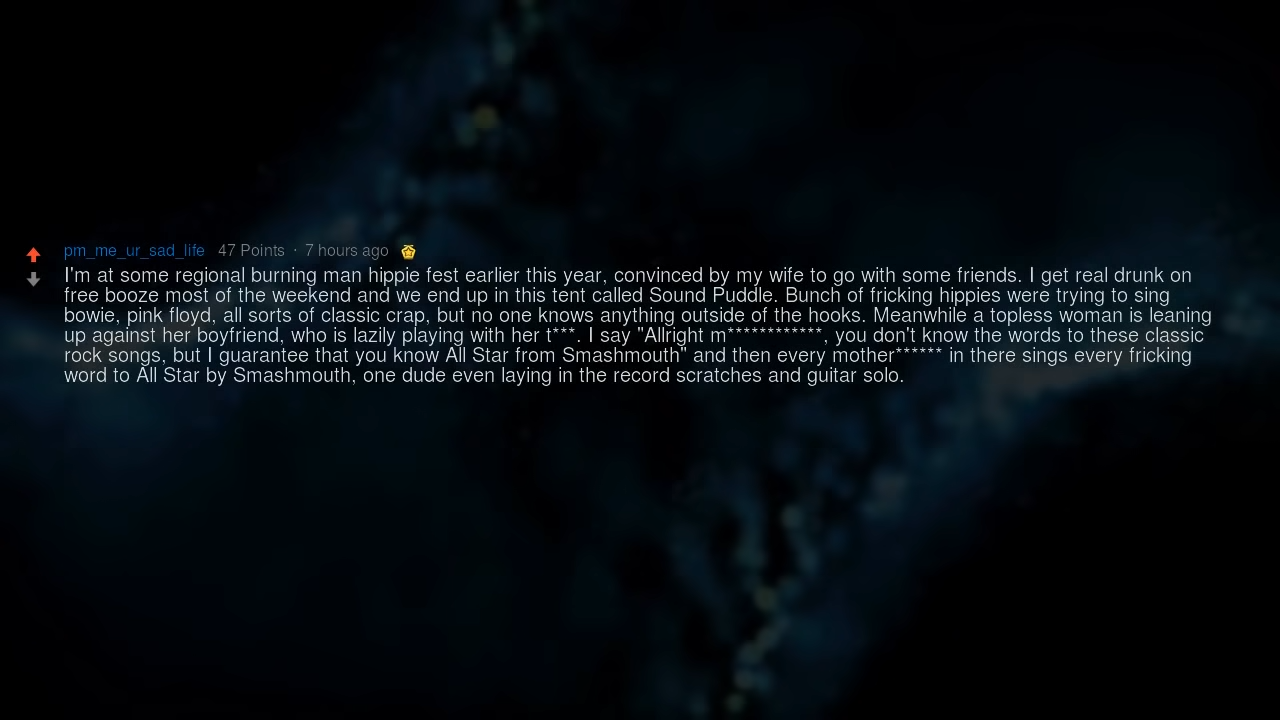 pm_me_ur_sad_life 47 Points · 7 hours ago
I'm at some regional burning man hippie fest earlier this year, convinced by my wife to go with some friends. I get real drunk on
free booze most of the weekend and we end up in this tent called Sound Puddle. Bunch of fricking hippies were trying to sing
bowie, pink floyd, all sorts of classic crap, but no one knows anything outside of the hooks. Meanwhile a topless woman is leaning
up against her boyfriend, who is lazily playing with her t***. I say "Allright m************, you don't know the words to these classic
rock songs, but I guarantee that you know All Star from Smashmouth" and then every mother****** in there sings every fricking
word to All Star by Smashmouth, one dude even laying in the record scratches and guitar solo.